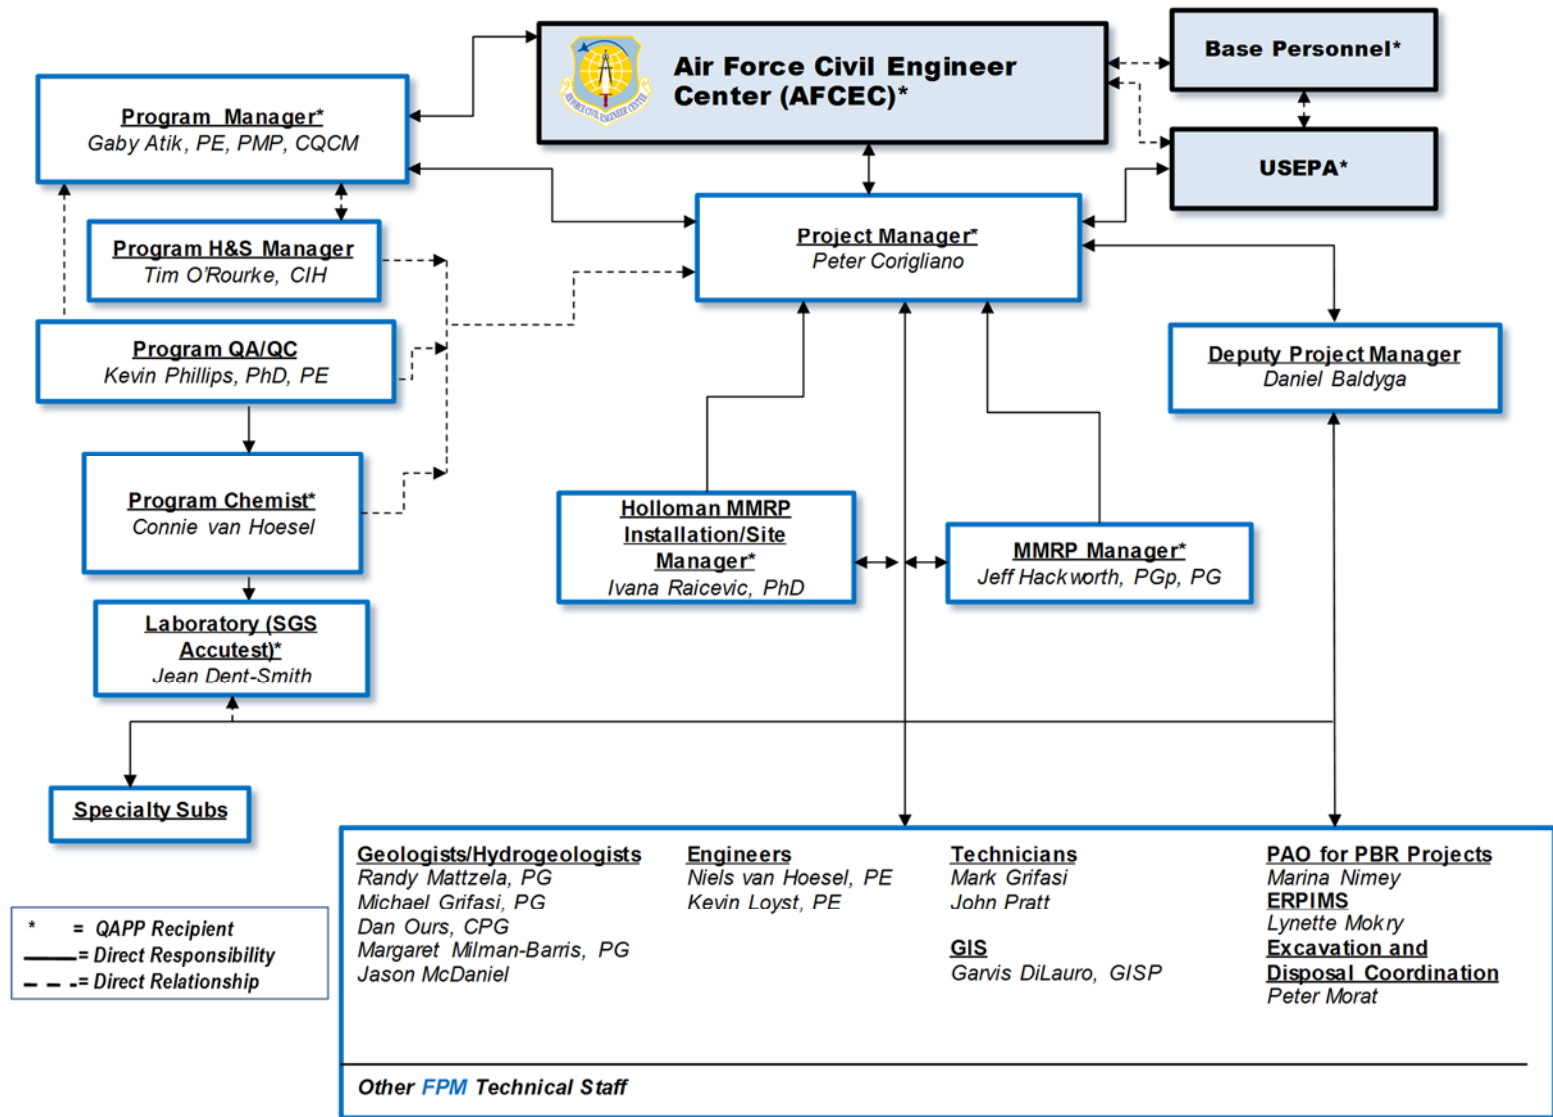 Air Force Civil Engineer
Center (AFCEC)*
AIR FORCE CIVIL ENGINEER CENTER
Base Personnel*
USEPA*
Program Manager*
Gaby Atik, PE, PMP, CQCM
Program H&S Manager
Tim O'Rourke, CIH
Program QA/QC
Kevin Phillips, PhD, PE
Program Chemist*
Connie van Hoesel
Laboratory (SGS
Accutest)*
Jean Dent-Smith
Specialty Subs
Project Manager*
Peter Corigliano
Deputy Project Manager
Daniel Baldyga
Holloman MMRP
Installation/Site
Manager*
Ivana Raicevic, PhD
MMRP Manager*
Jeff Hackworth, PGp, PG
Geologists/Hydrogeologists
Randy Mattzela, PG
Michael Grifasi, PG
Dan Ours, CPG
Margaret Milman-Barris, PG
Jason McDaniel
Engineers
Niels van Hoesel, PE
Kevin Loyst, PE
Technicians
Mark Grifasi
John Pratt
GIS
Garvis DiLauro, GISP
PAO for PBR Projects
Marina Nimey
ERPIMS
Lynette Mokry
Excavation and
Disposal Coordination
Peter Morat
Other FPM Technical Staff
* = QAPP Recipient
= Direct Responsibility
= Direct Relationship